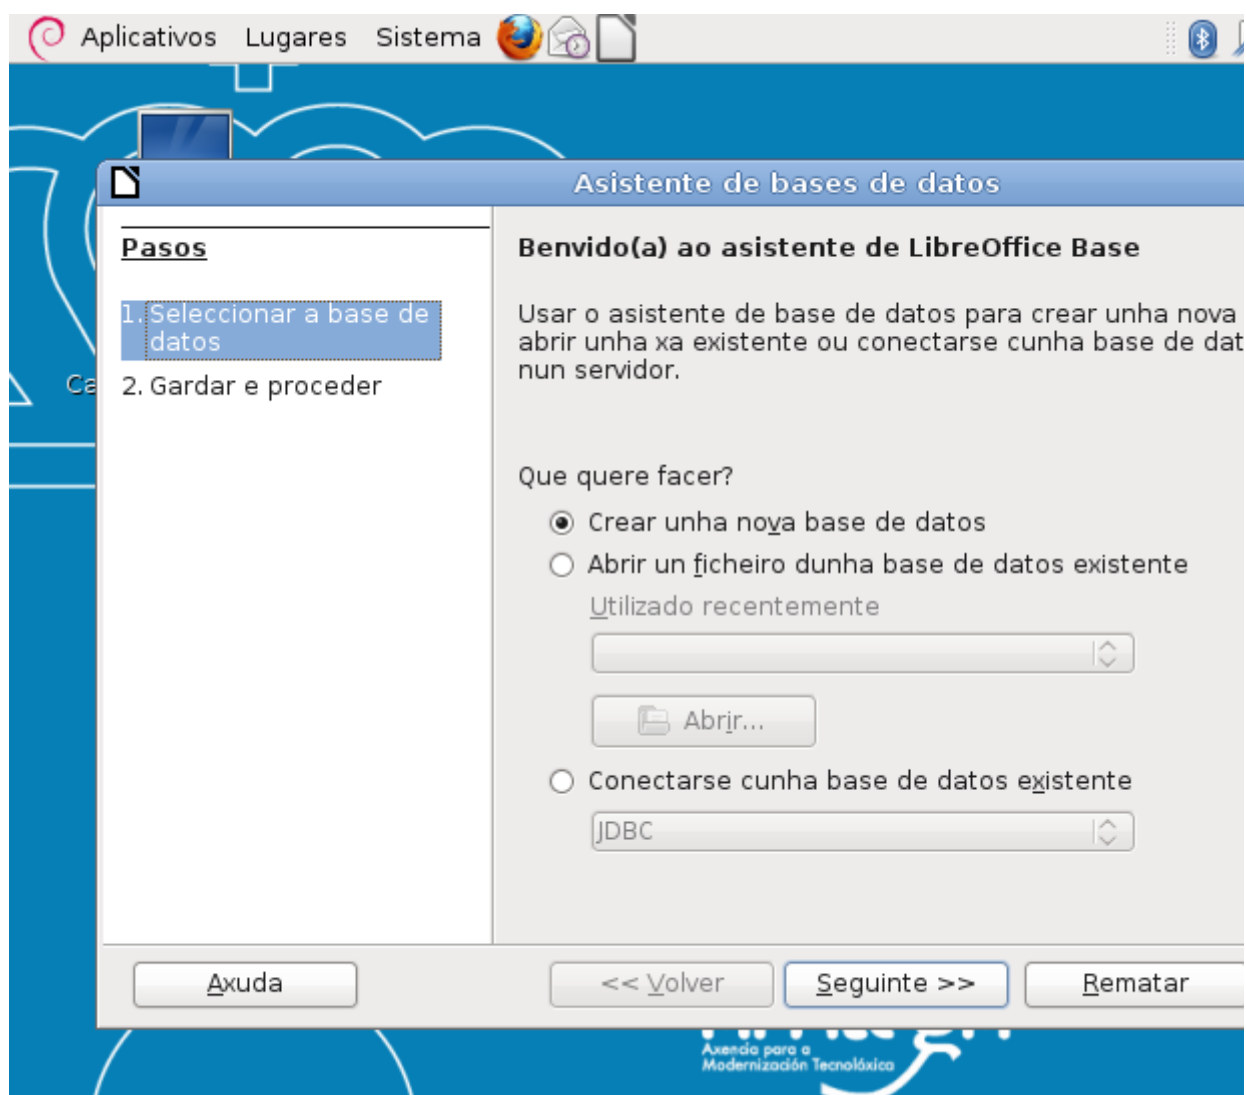 Aplicativos Lugares Sistema
Asistente de bases de datos
Pasos
1. Seleccionar a base de
datos
2. Gardar e proceder
Benvido(a) ao asistente de LibreOffice Base
Usar o asistente de base de datos para crear unha nova
abrir unha xa existente ou conectarse cunha base de dat
nun servidor.
Que quere facer?
Crear unha nova base de datos
Abrir un ficheiro dunha base de datos existente
Utilizado recentemente
Abrir...
Conectarse cunha base de datos existente
JDBC
Axuda
<< Volver
Seguinte >>
Rematar
Axencia para a
Modernización Tecnolóxica